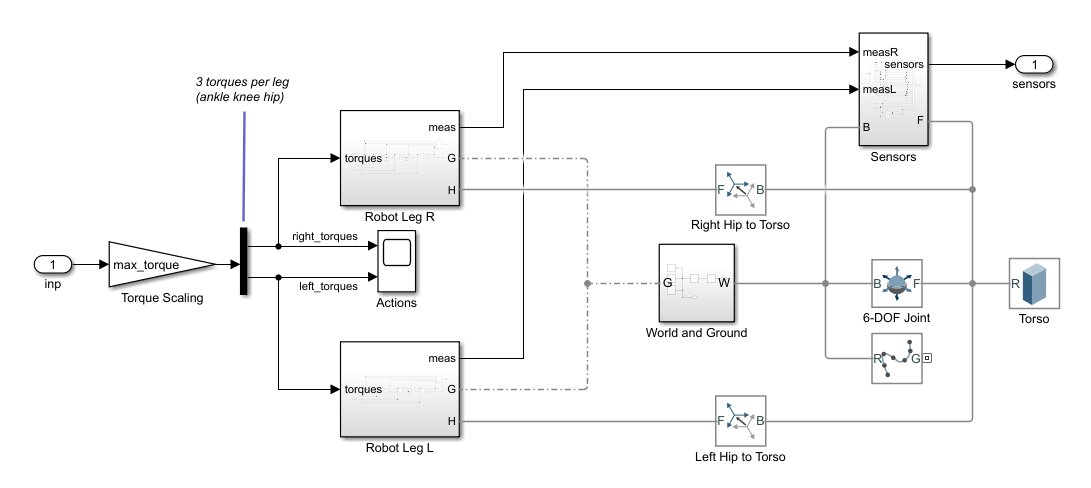 measR
sensors
measL
B
F
Sensors
1
sensors
3 torques per leg
(ankle knee hip)
meas
torques
G
H
Robot Leg R
F
B
Right Hip to Torso
1
inp
max_torque
Torque Scaling
right_torques
left_torques
Actions
G
W
World and Ground
B
F
6-DOF Joint
R
Torso
R
G
meas
torques
G
H
Robot Leg L
F
B
Left Hip to Torso